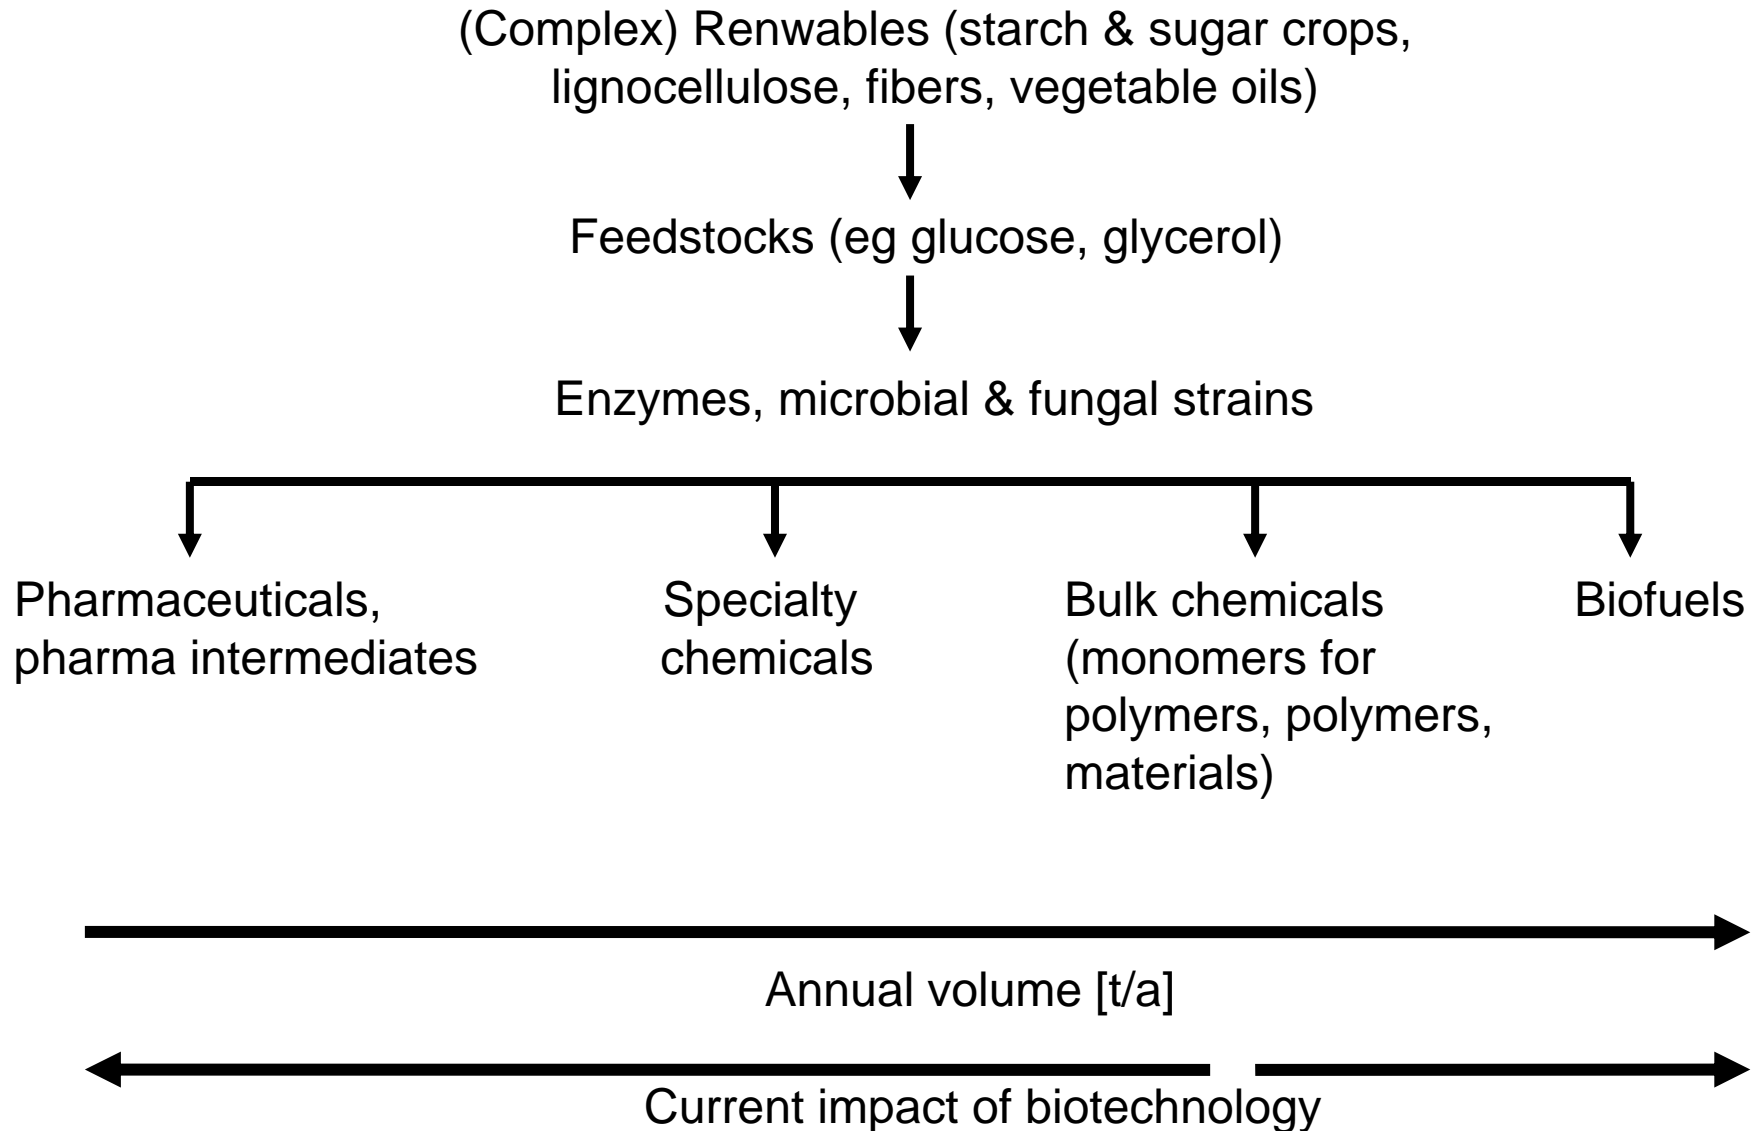 (Complex) Renwables (starch & sugar crops,
lignocellulose, fibers, vegetable oils)
Feedstocks (eg glucose, glycerol)
Enzymes, microbial & fungal strains
Pharmaceuticals,
pharma intermediates
Specialty
chemicals
Bulk chemicals
(monomers for
polymers, polymers,
materials)
Biofuels
Annual volume [t/a]
Current impact of biotechnology